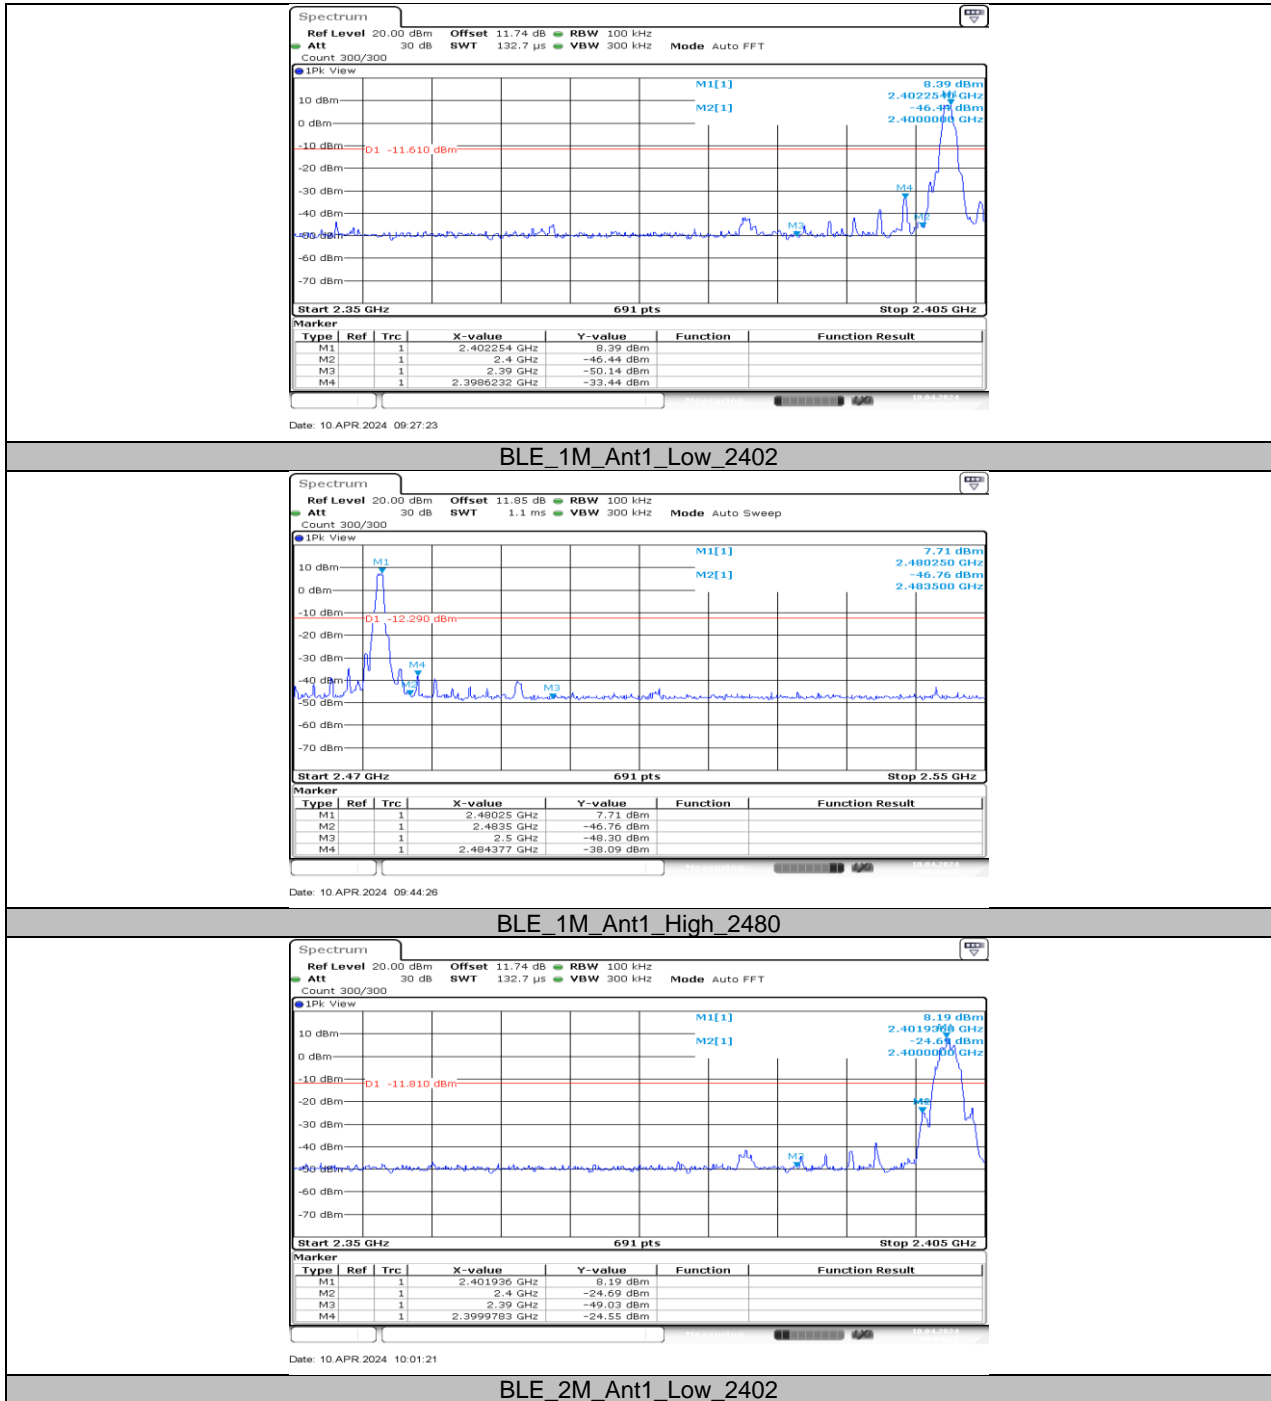 Spectrum
Ref Level 20.00 dBm Offset 11.74 dB RBW 100 kHz
Att 30 dB SWT 132.7 µs VBW 300 kHz Mode Auto FFT
Count 300/300
1Pk View
M1[1] 8.39 dBm
10 dBm
M2[1] -46.44 dBm
0 dBm 2.4000000 GHz
-10 dBm
D1 -11.610 dBm
-20 dBm
-30 dBm
M4
-40 dBm
M2
M3
-50 dBm
-60 dBm
-70 dBm
Start 2.35 GHz 691 pts Stop 2.405 GHz
Marker
Type Ref Trc X-value Y-value Function Function Result
M1 1 2.402254 GHz 8.39 dBm
M2 1 2.4 GHz -46.44 dBm
M3 1 2.39 GHz -50.14 dBm
M4 1 2.3986232 GHz -33.44 dBm
Date: 10.APR.2024 09:27:23
BLE_1M_Ant1_Low_2402
Spectrum
Ref Level 20.00 dBm Offset 11.85 dB RBW 100 kHz
Att 30 dB SWT 1.1 ms VBW 300 kHz Mode Auto Sweep
Count 300/300
1Pk View
M1[1] 7.71 dBm
M1 2.480250 GHz
10 dBm
M2[1] -46.76 dBm
0 dBm 2.483500 GHz
-10 dBm
D1 -12.290 dBm
-20 dBm
-30 dBm
M4
-40 dBm
M2 M3
-50 dBm
-60 dBm
-70 dBm
Start 2.47 GHz 691 pts Stop 2.55 GHz
Marker
Type Ref Trc X-value Y-value Function Function Result
M1 1 2.48025 GHz 7.71 dBm
M2 1 2.4835 GHz -46.76 dBm
M3 1 2.5 GHz -48.30 dBm
M4 1 2.484377 GHz -38.09 dBm
Date: 10.APR.2024 09:44:26
BLE_1M_Ant1_High_2480
Spectrum
Ref Level 20.00 dBm Offset 11.74 dB RBW 100 kHz
Att 30 dB SWT 132.7 µs VBW 300 kHz Mode Auto FFT
Count 300/300
1Pk View
M1[1] 8.19 dBm
10 dBm
M2[1] -24.69 dBm
0 dBm 2.4000000 GHz
-10 dBm
D1 -11.810 dBm
-20 dBm
M2
-30 dBm
-40 dBm
M3
-50 dBm
-60 dBm
-70 dBm
Start 2.35 GHz 691 pts Stop 2.405 GHz
Marker
Type Ref Trc X-value Y-value Function Function Result
M1 1 2.401936 GHz 8.19 dBm
M2 1 2.4 GHz -24.69 dBm
M3 1 2.39 GHz -49.03 dBm
M4 1 2.3999783 GHz -24.55 dBm
Date: 10.APR.2024 10:01:21
BLE_2M_Ant1_Low_2402